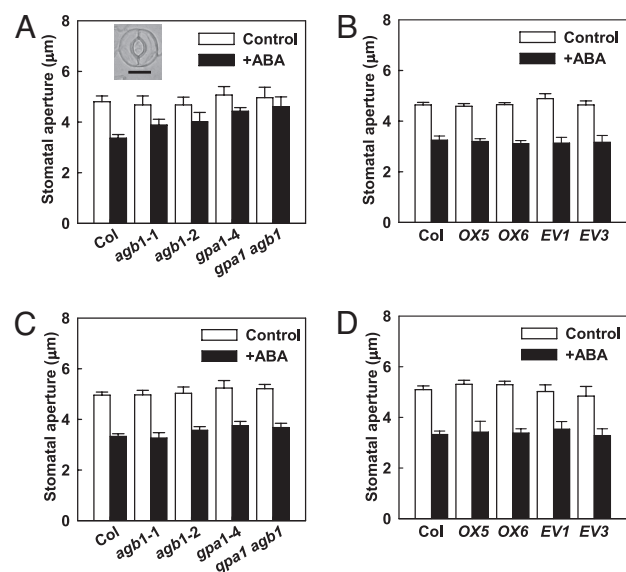 A
Control
+ABA
Stomatal aperture (μm)
8
6
4
2
0
Col
agb1-1
agb1-2
gpa1-4
gpa1 agb1
B
Control
+ABA
Stomatal aperture (μm)
8
6
4
2
0
Col
OX5
OX6
EV1
EV3
C
Control
+ABA
Stomatal aperture (μm)
8
6
4
2
0
Col
agb1-1
agb1-2
gpa1-4
gpa1 agb1
D
Control
+ABA
Stomatal aperture (μm)
8
6
4
2
0
Col
OX5
OX6
EV1
EV3